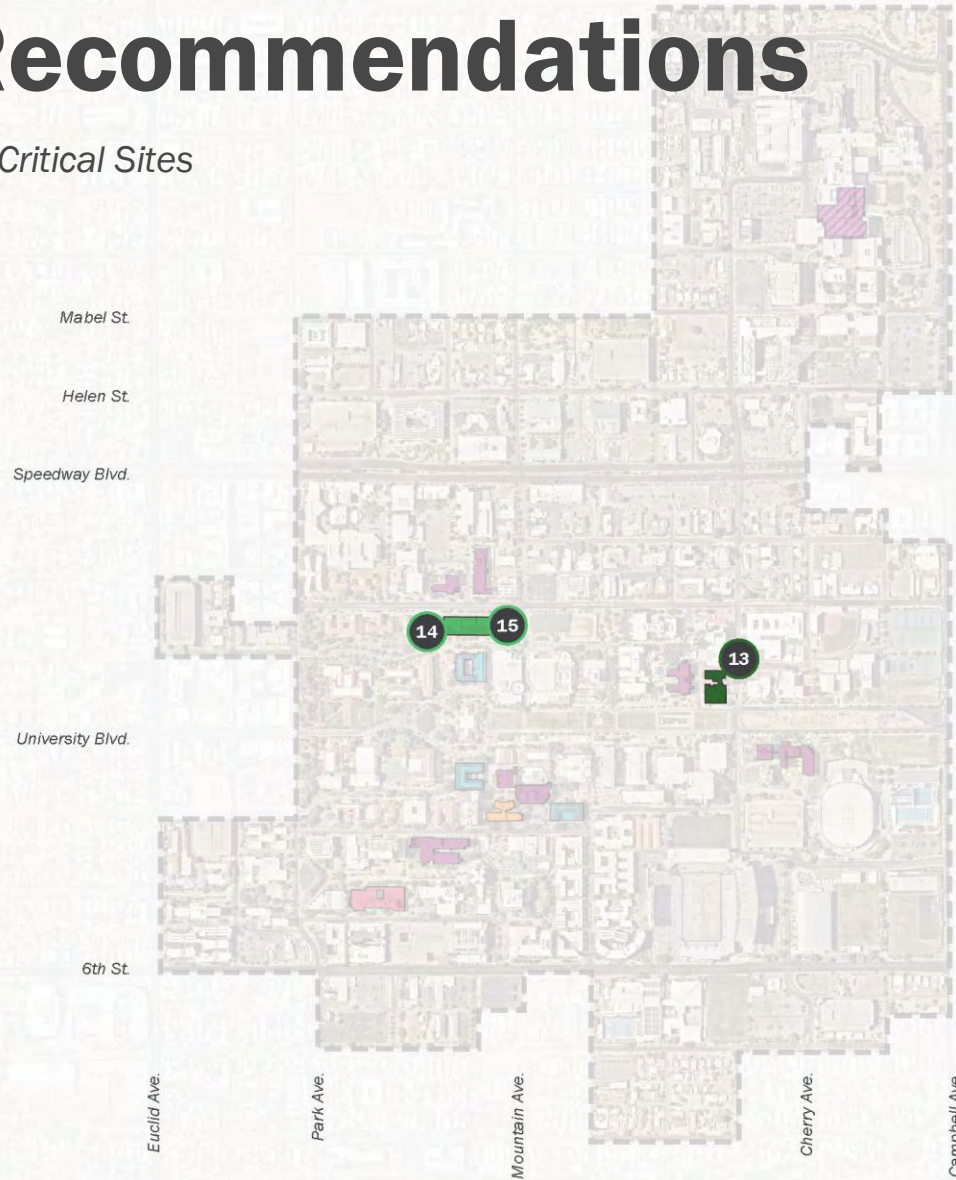 Recommendations
Critical Sites
Mabel St.
Helen St.
Speedway Blvd.
14
15
13
University Blvd.
6th St.
Euclid Ave.
Park Ave.
Mountain Ave.
Cherry Ave.
Campbell Ave.